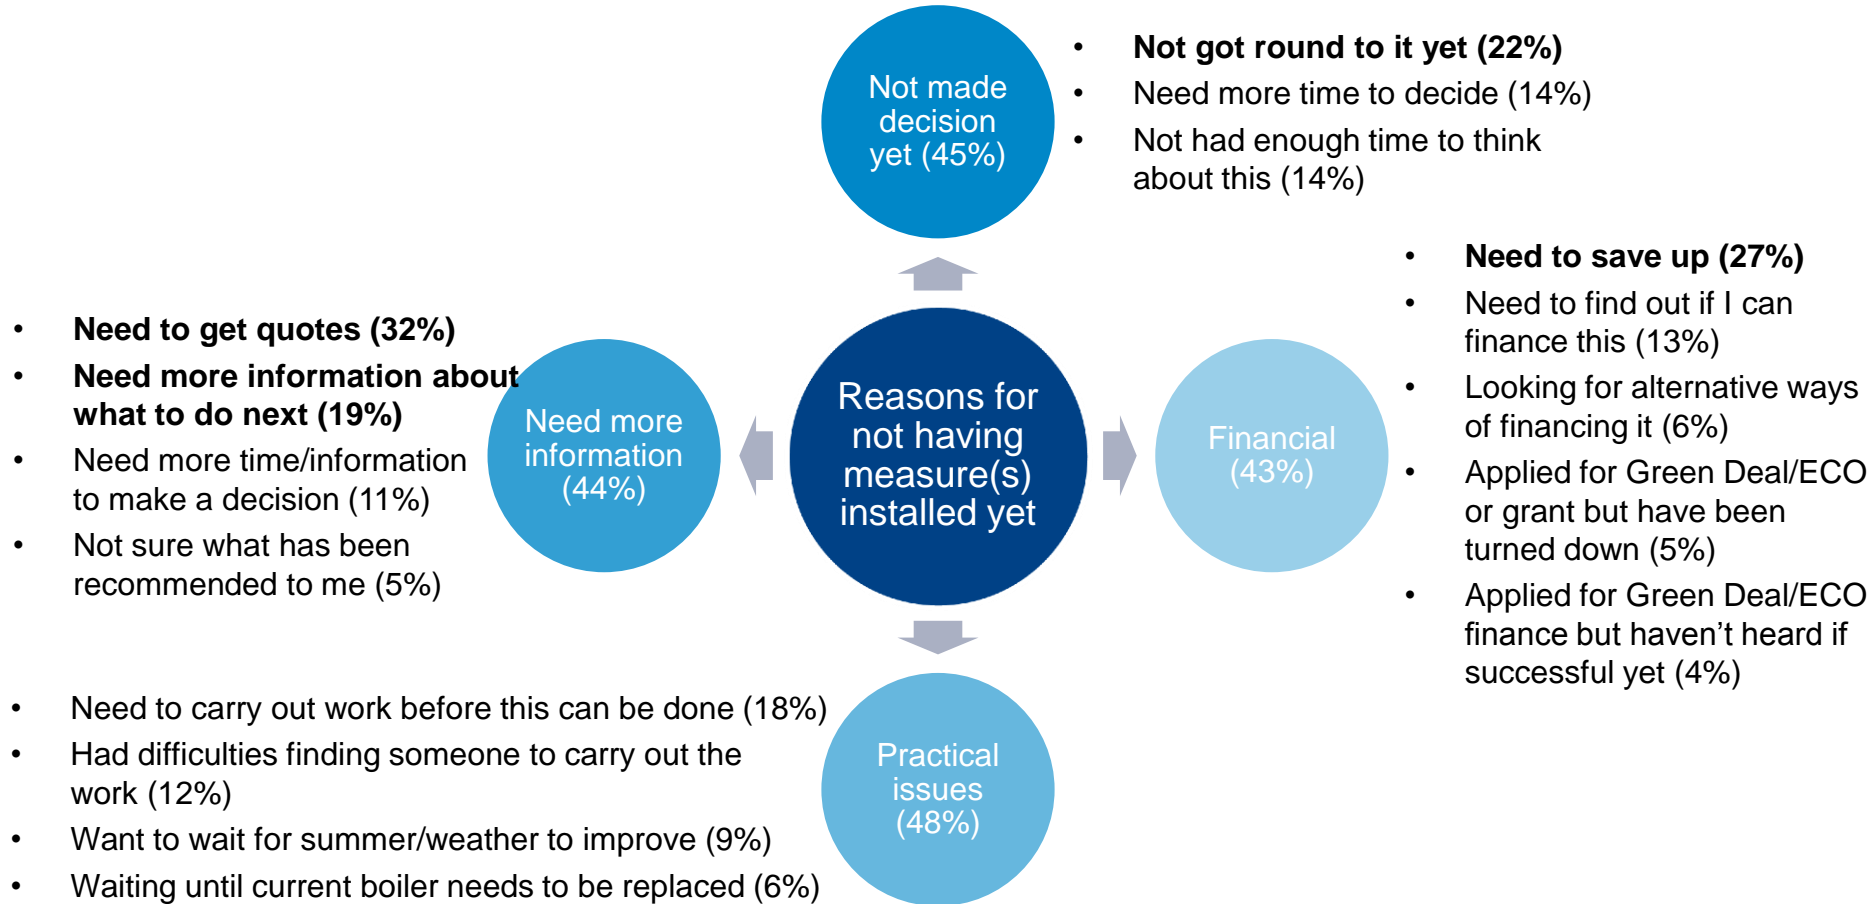 Not made
decision
yet (45%)
• Not got round to it yet (22%)
• Need more time to decide (14%)
• Not had enough time to think
about this (14%)
• Need to get quotes (32%)
• Need more information about
what to do next (19%)
• Need more time/information
to make a decision (11%)
• Not sure what has been
recommended to me (5%)
Need more
information
(44%)
Reasons for
not having
measure(s)
installed yet
Financial
(43%)
• Need to save up (27%)
• Need to find out if I can
finance this (13%)
• Looking for alternative ways
of financing it (6%)
• Applied for Green Deal/ECO
or grant but have been
turned down (5%)
• Applied for Green Deal/ECO
finance but haven’t heard if
successful yet (4%)
• Need to carry out work before this can be done (18%)
• Had difficulties finding someone to carry out the
work (12%)
• Want to wait for summer/weather to improve (9%)
• Waiting until current boiler needs to be replaced (6%)
Practical
issues
(48%)